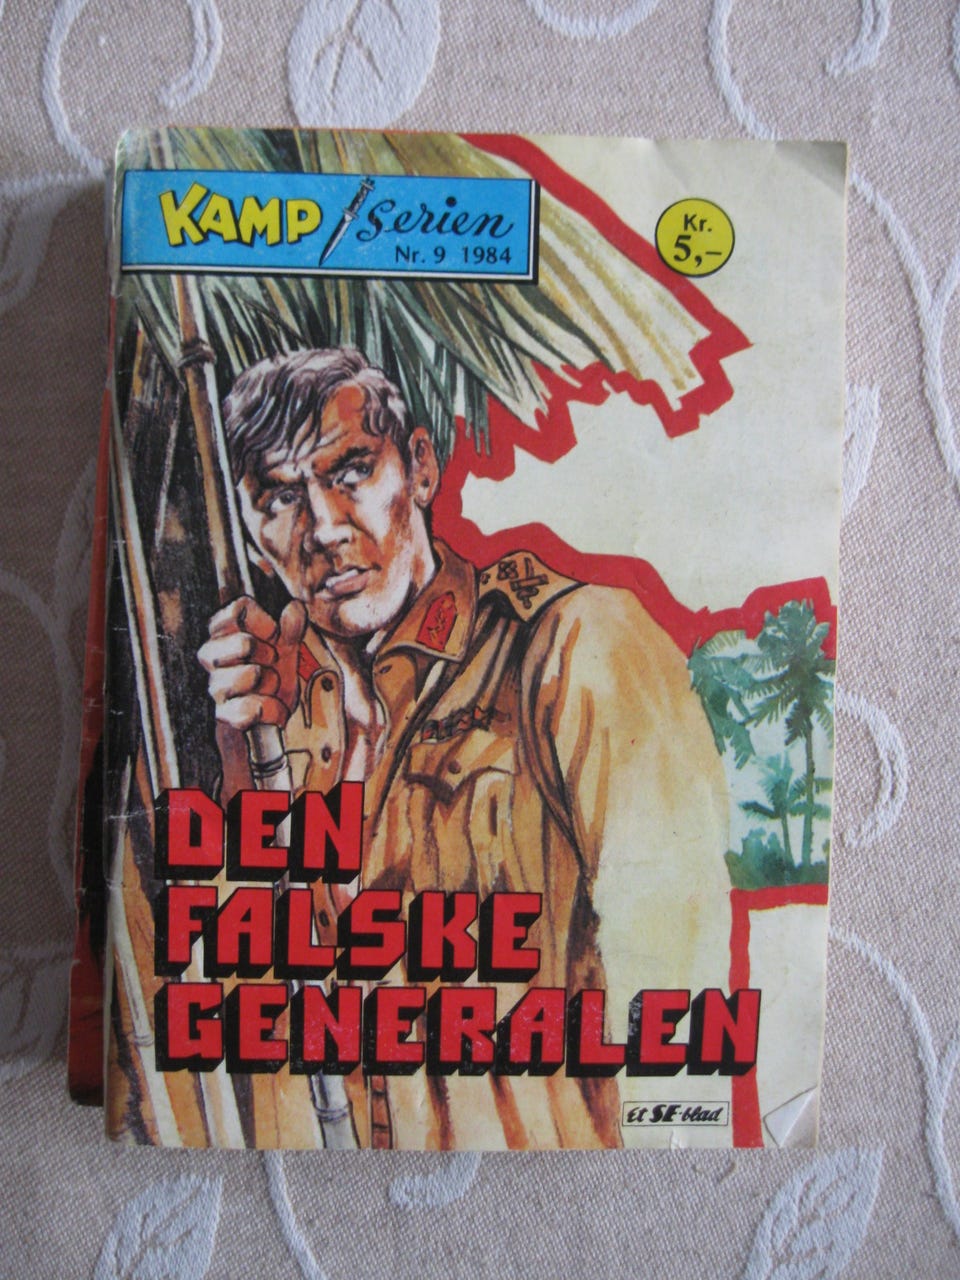 KAMP serien
Nr. 9 1984
Kr.
5,-
DEN
FALSKE
GENERALEN
Et SE-blad